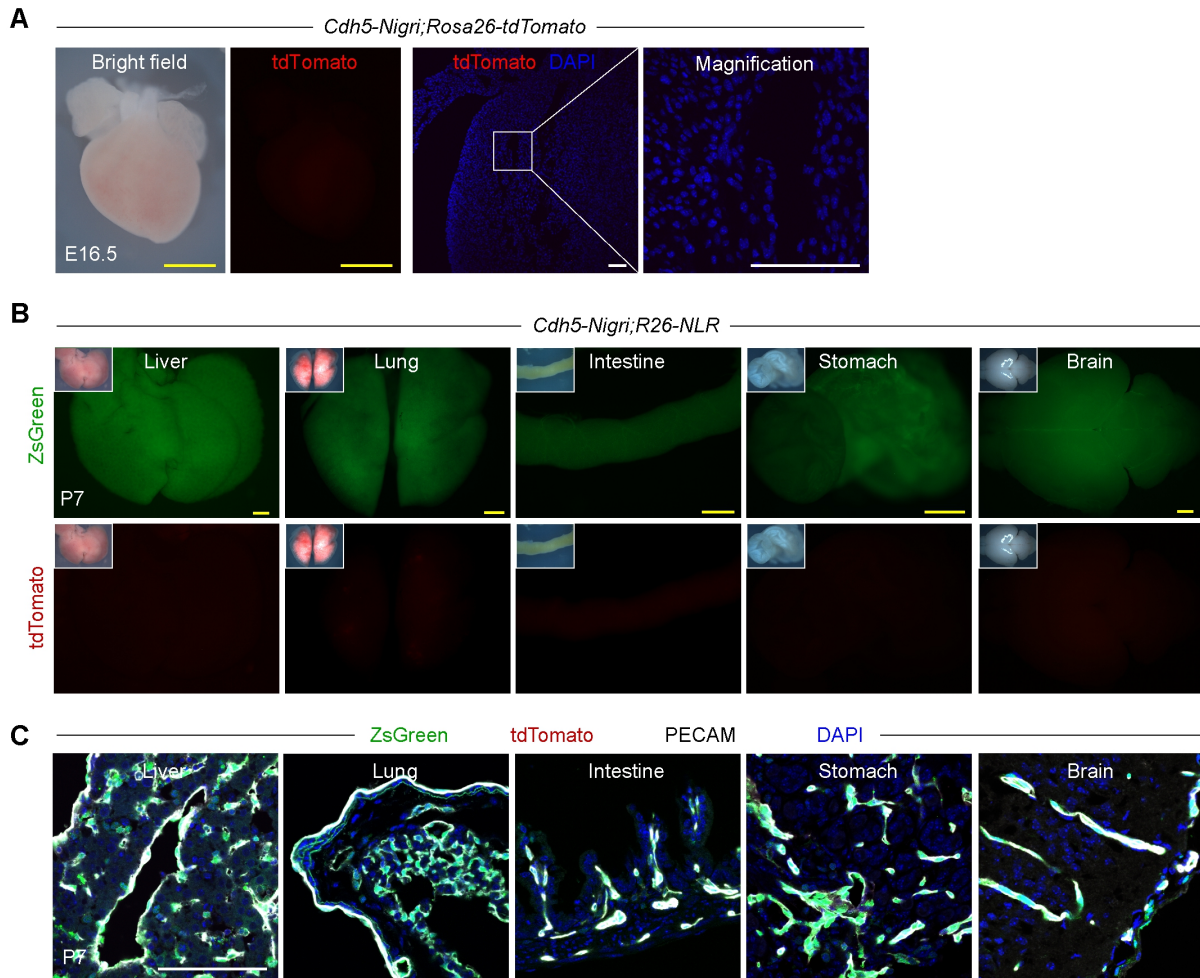 A
Cdh5-Nigri;Rosa26-tdTomato
Bright field
tdTomato
tdTomato DAPI
Magnification
E16.5
B
Cdh5-Nigri;R26-NLR
Liver
Lung
Intestine
Stomach
Brain
ZsGreen
P7
tdTomato
C
ZsGreen tdTomato PECAM DAPI
Liver
Lung
Intestine
Stomach
Brain
P7